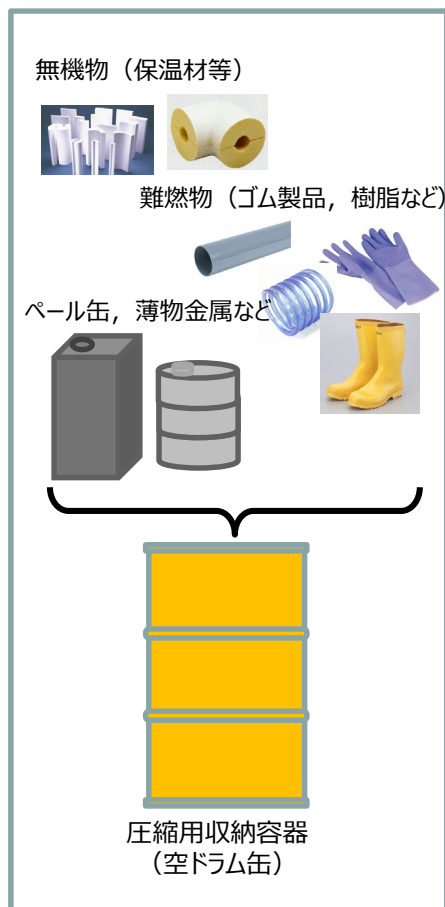 無機物（保温材等）
難燃物（ゴム製品，樹脂など）
ペール缶，薄物金属など
圧縮用収納容器
（空ドラム缶）